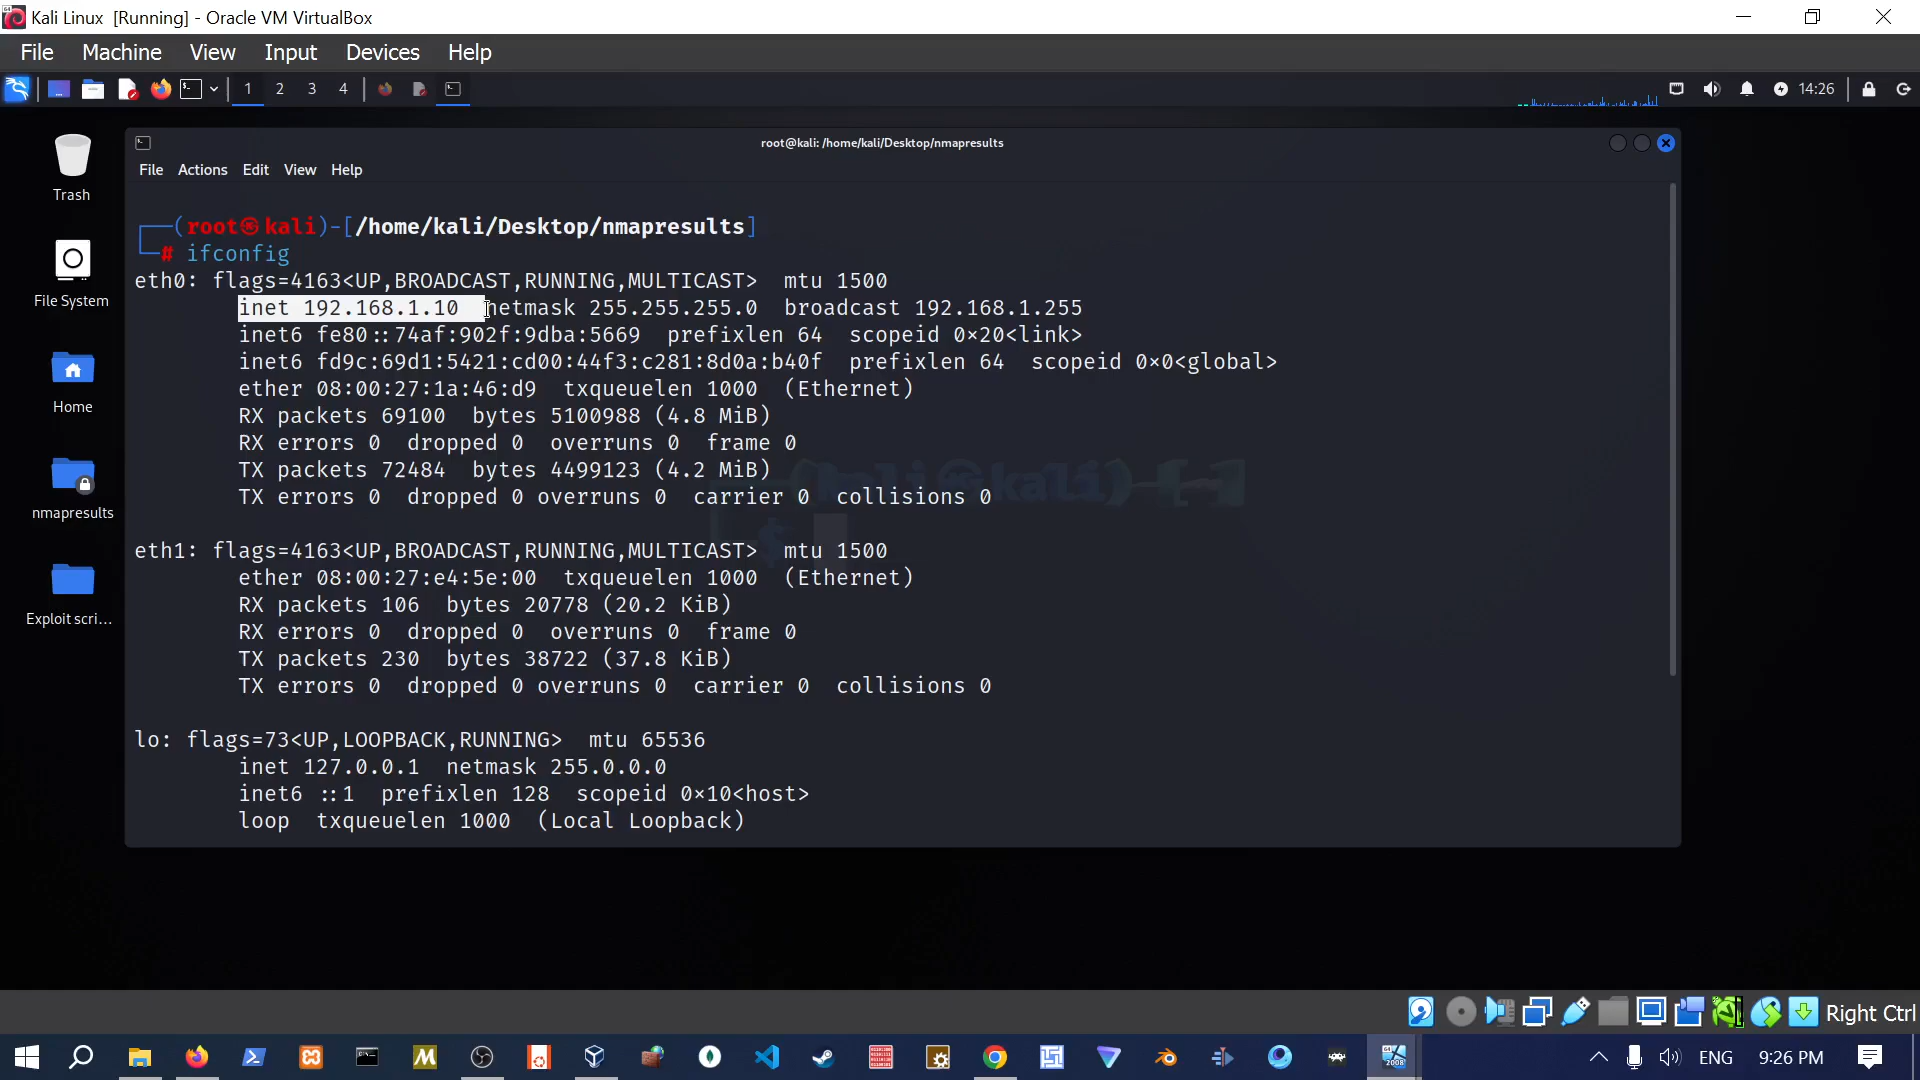 Kali Linux [Running] - Oracle VM VirtualBox
File Machine View Input Devices Help
1 2 3 4
14:26
root@kali: /home/kali/Desktop/nmapresults
File Actions Edit View Help
Trash
File System
Home
nmapresults
Exploit scri...
┌──(root㉿kali)-[/home/kali/Desktop/nmapresults]
└─# ifconfig
eth0: flags=4163<UP,BROADCAST,RUNNING,MULTICAST>  mtu 1500
inet 192.168.1.10  netmask 255.255.255.0  broadcast 192.168.1.255
inet6 fe80::74af:902f:9dba:5669  prefixlen 64  scopeid 0×20<link>
inet6 fd9c:69d1:5421:cd00:44f3:c281:8d0a:b40f  prefixlen 64  scopeid 0×0<global>
ether 08:00:27:1a:46:d9  txqueuelen 1000  (Ethernet)
RX packets 69100  bytes 5100988 (4.8 MiB)
RX errors 0  dropped 0  overruns 0  frame 0
TX packets 72484  bytes 4499123 (4.2 MiB)
TX errors 0  dropped 0 overruns 0  carrier 0  collisions 0
eth1: flags=4163<UP,BROADCAST,RUNNING,MULTICAST>  mtu 1500
ether 08:00:27:e4:5e:00  txqueuelen 1000  (Ethernet)
RX packets 106  bytes 20778 (20.2 KiB)
RX errors 0  dropped 0  overruns 0  frame 0
TX packets 230  bytes 38722 (37.8 KiB)
TX errors 0  dropped 0 overruns 0  carrier 0  collisions 0
lo: flags=73<UP,LOOPBACK,RUNNING>  mtu 65536
inet 127.0.0.1  netmask 255.0.0.0
inet6 ::1  prefixlen 128  scopeid 0×10<host>
loop  txqueuelen 1000  (Local Loopback)
(kali㉿kali)-[~]
$
Right Ctrl
ENG 9:26 PM